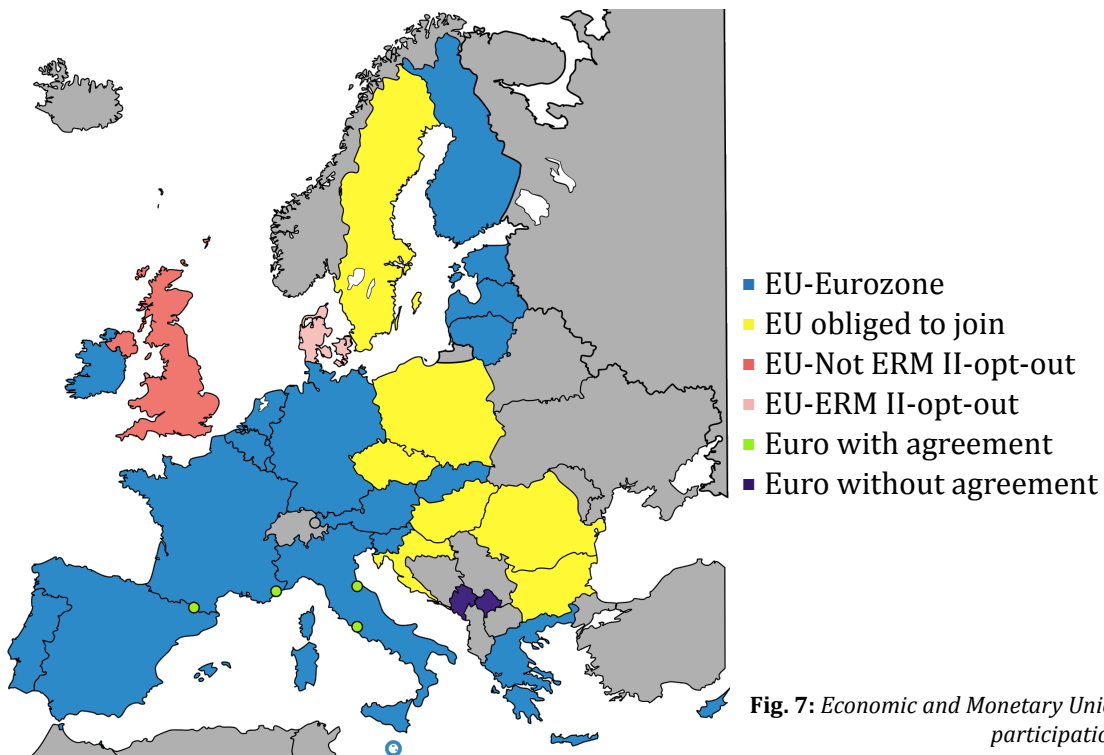 EU-Eurozone
EU obliged to join
EU-Not ERM II-opt-out
EU-ERM II-opt-out
Euro with agreement
Euro without agreement
Fig. 7: Economic and Monetary
participatio